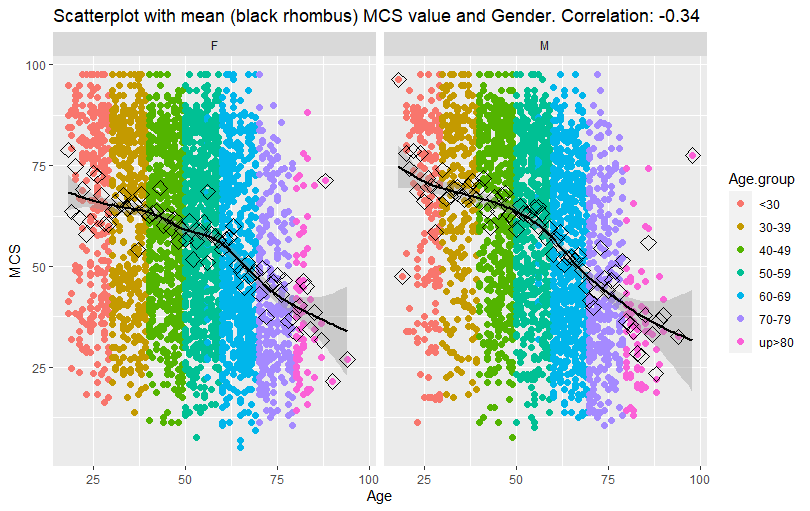 Scatterplot with mean (black rhombus) MCS value and Gender. Correlation: -0.34
F
M
100
75
50
25
MCS
25
50
75
100
25
50
75
100
Age
Age.group
<30
30-39
40-49
50-59
60-69
70-79
up>80